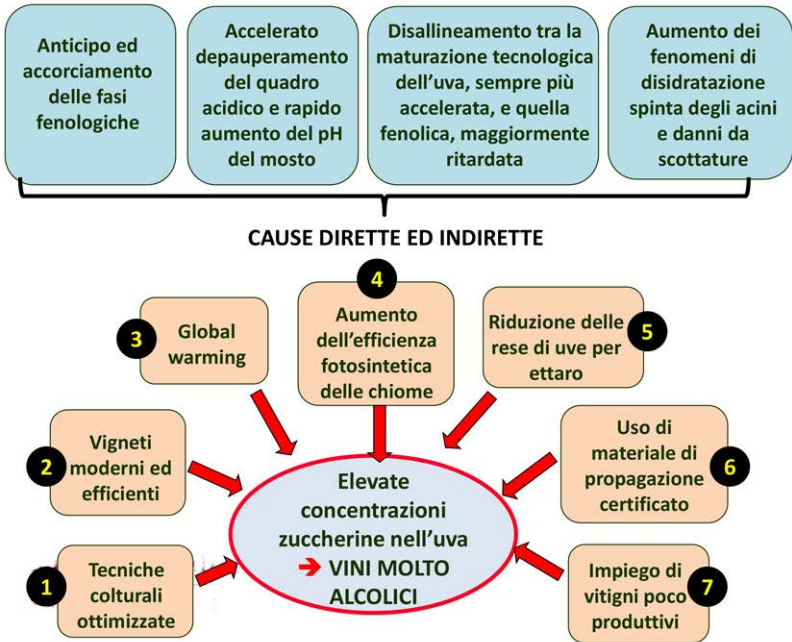 Anticipo ed
accorciamento
delle fasi
fenologiche
Accelerato
depauperamento
del quadro
acidico e rapido
aumento del pH
del mosto
Disallineamento tra la
maturazione tecnologica
dell'uva, sempre più
accelerata, e quella
fenolica, maggiormente
ritardata
Aumento dei
fenomeni di
disidratazione
spinta degli acini
e danni da
scottature
CAUSE DIRETTE ED INDIRETTE
4
Aumento
dell'efficienza
fotosintetica
delle chiome
3
Global
warming
Riduzione delle
rese di uve per
ettaro
5
2
Vigneti
moderni ed
efficienti
Uso di
materiale di
propagazione
certificato
6
Elevate
concentrazioni
zuccherine nell'uva
➔ VINI MOLTO
ALCOLICI
1
Tecniche
colturali
ottimizzate
Impiego di
vitigni poco
produttivi
7